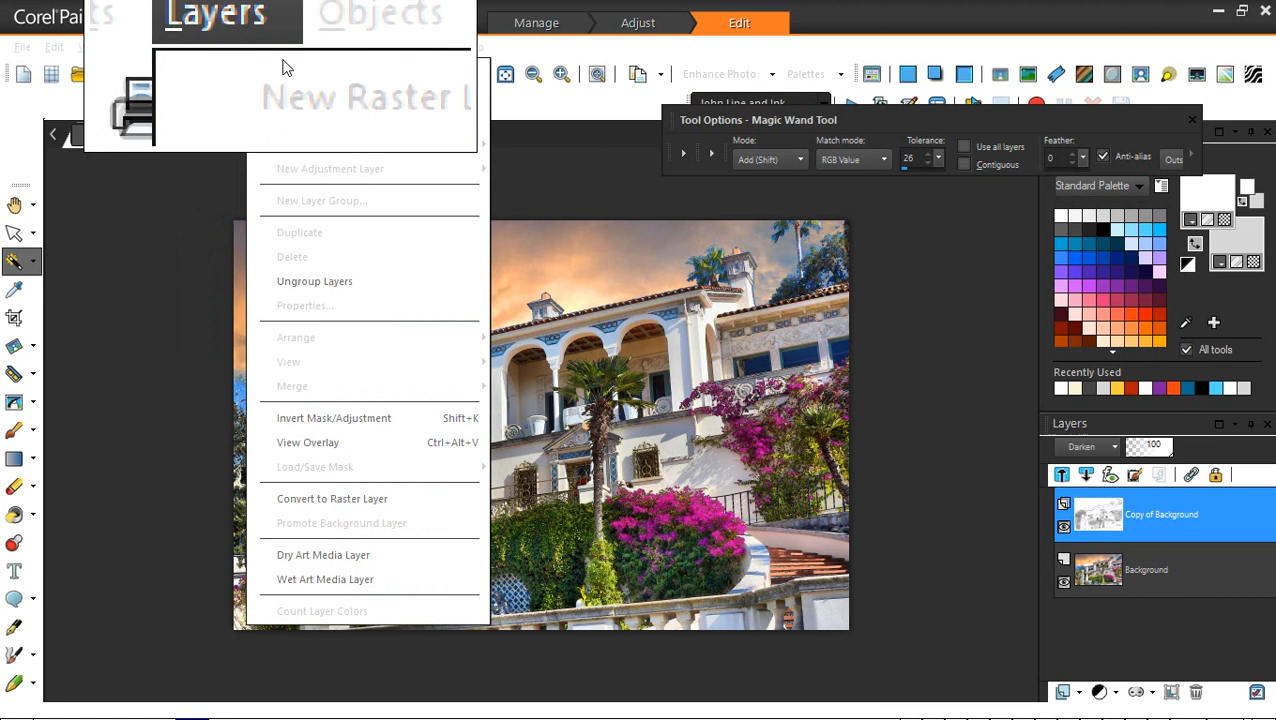 Corel Pai
Layers
Objects
Manage
Adjust
Edit
File
Edit
New Raster L
Enhance Photo
Palettes
John Line and Ink
Tool Options - Magic Wand Tool
Mode:
Match mode:
Tolerance:
Feather:
Add (Shift)
RGB Value
26
Use all layers
Contiguous
0
Anti-alias
Outs
New Adjustment Layer
New Layer Group...
Duplicate
Delete
Ungroup Layers
Properties...
Arrange
View
Merge
Invert Mask/Adjustment Shift+K
View Overlay Ctrl+Alt+V
Load/Save Mask
Convert to Raster Layer
Promote Background Layer
Dry Art Media Layer
Wet Art Media Layer
Count Layer Colors
Standard Palette
All tools
Recently Used
Layers
Darken
100
Copy of Background
Background